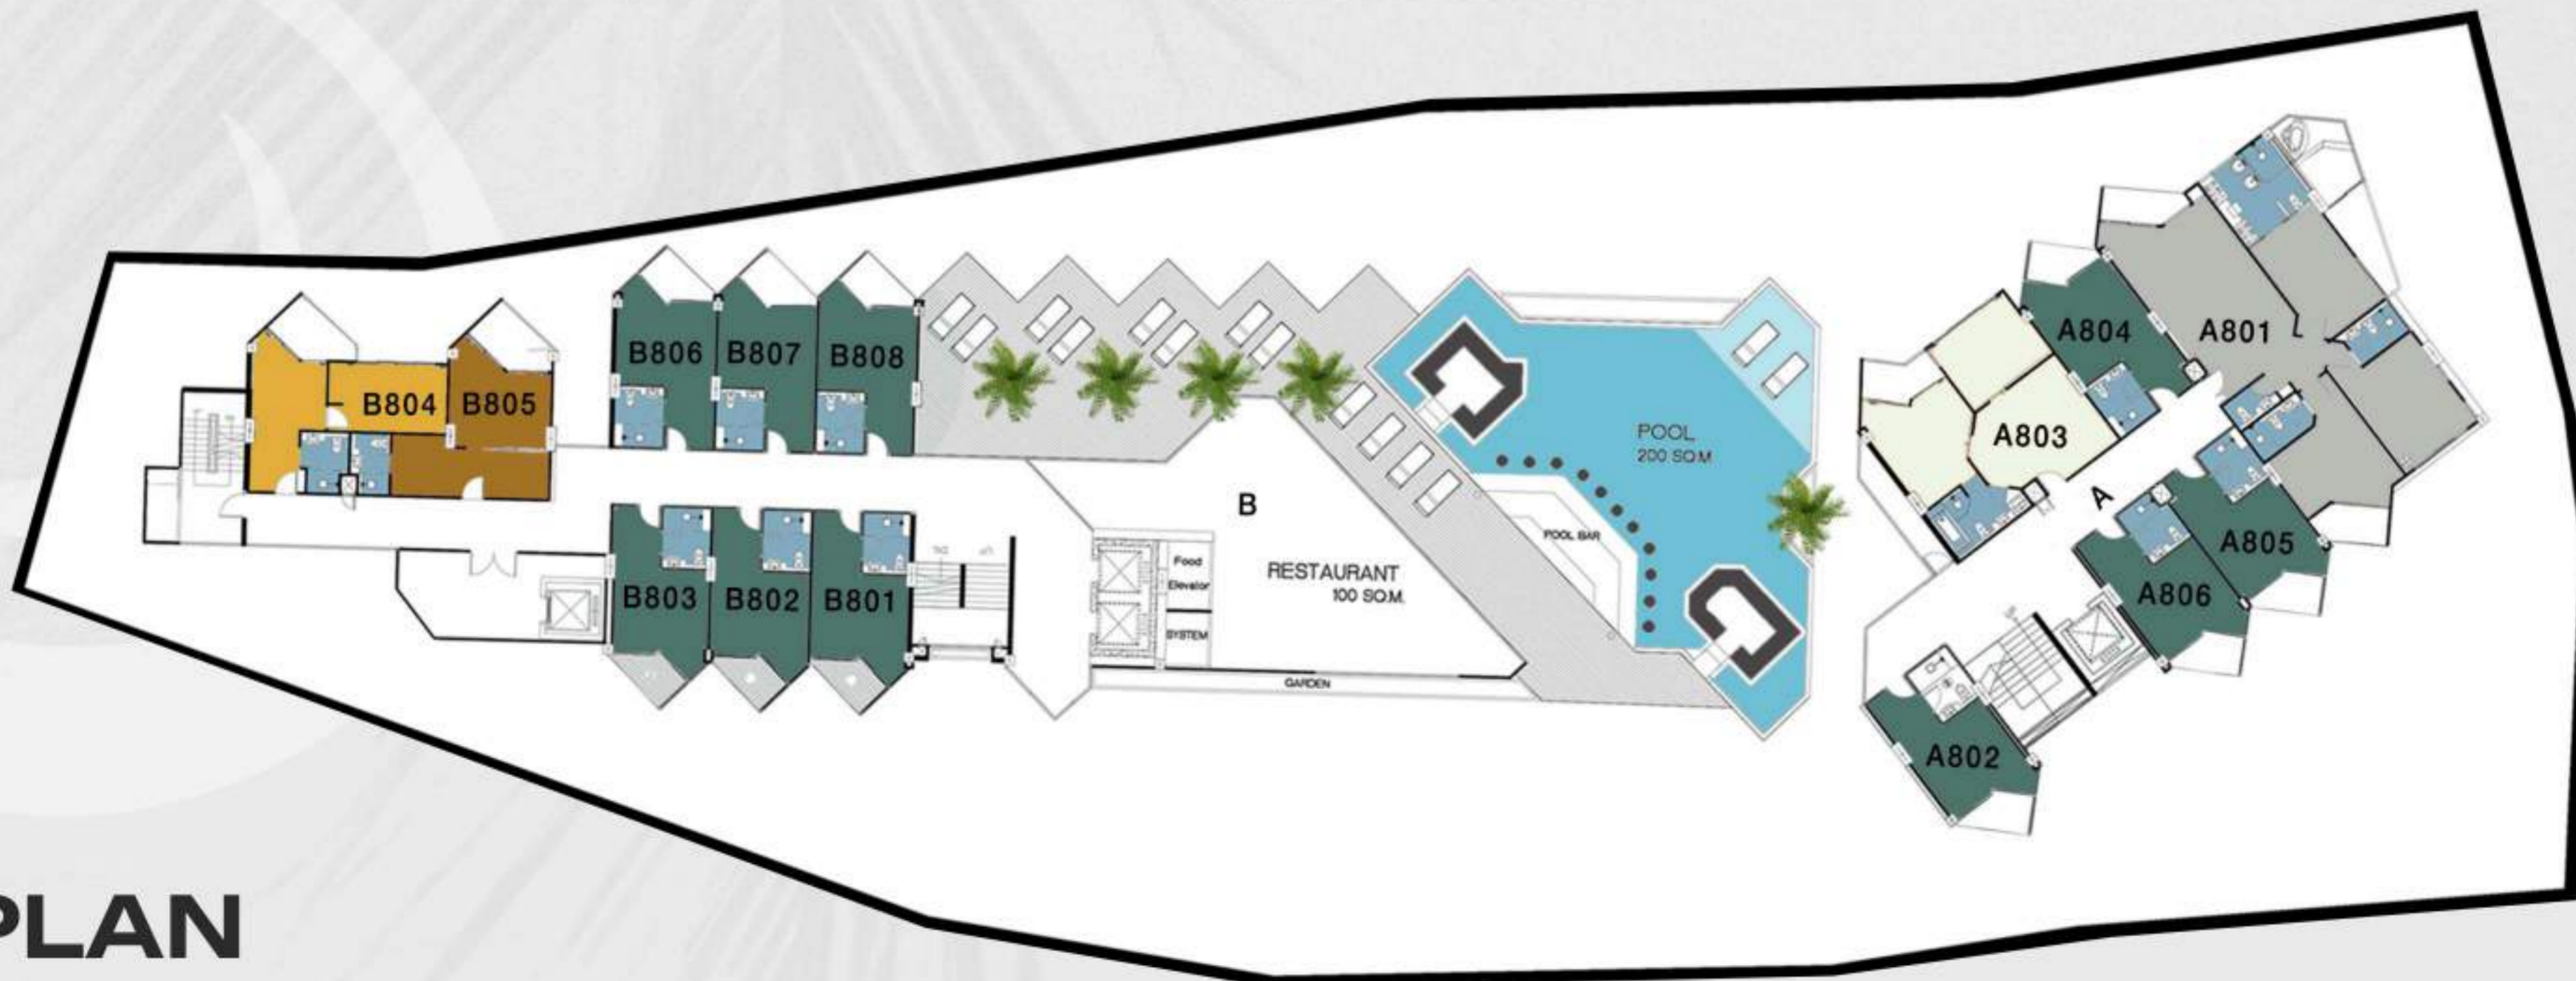 B804
B805
B806
B807
B808
B803
B802
B801
B
RESTAURANT
100 SQ.M.
Food
Elevator
SYSTEM
GARDEN
POOL
200 SQ.M
POOL BAR
A801
A804
A803
A
A805
A806
A802
PLAN